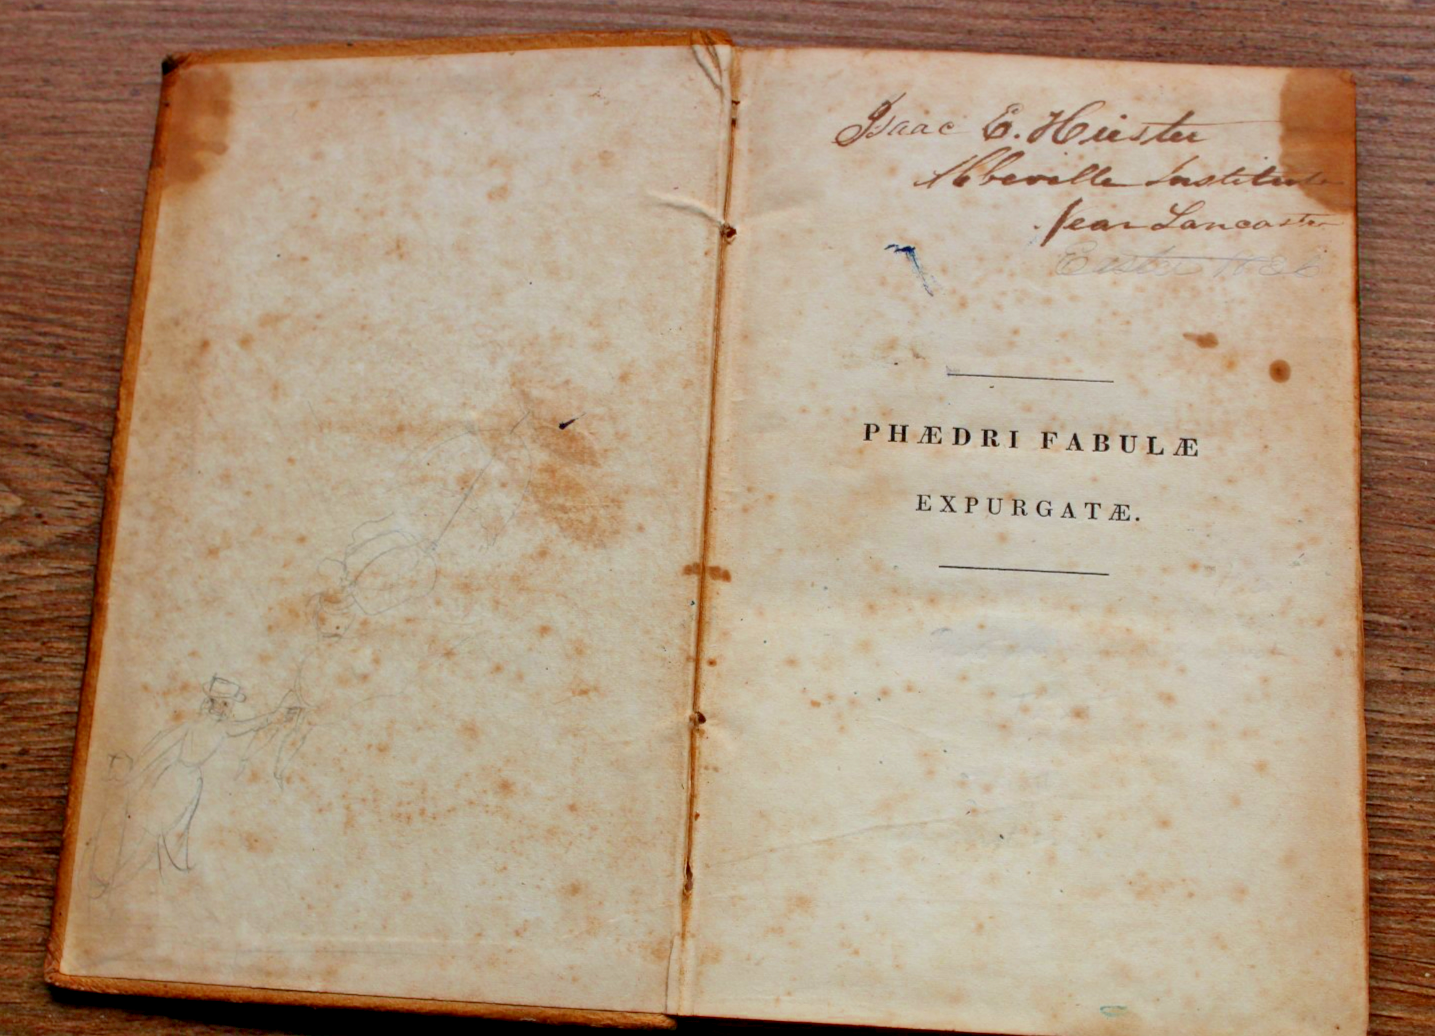 Isaac E. Hiester
Abbeville Institute
Near Lancaster
PHÆDRI FABULÆ
EXPURGATÆ.